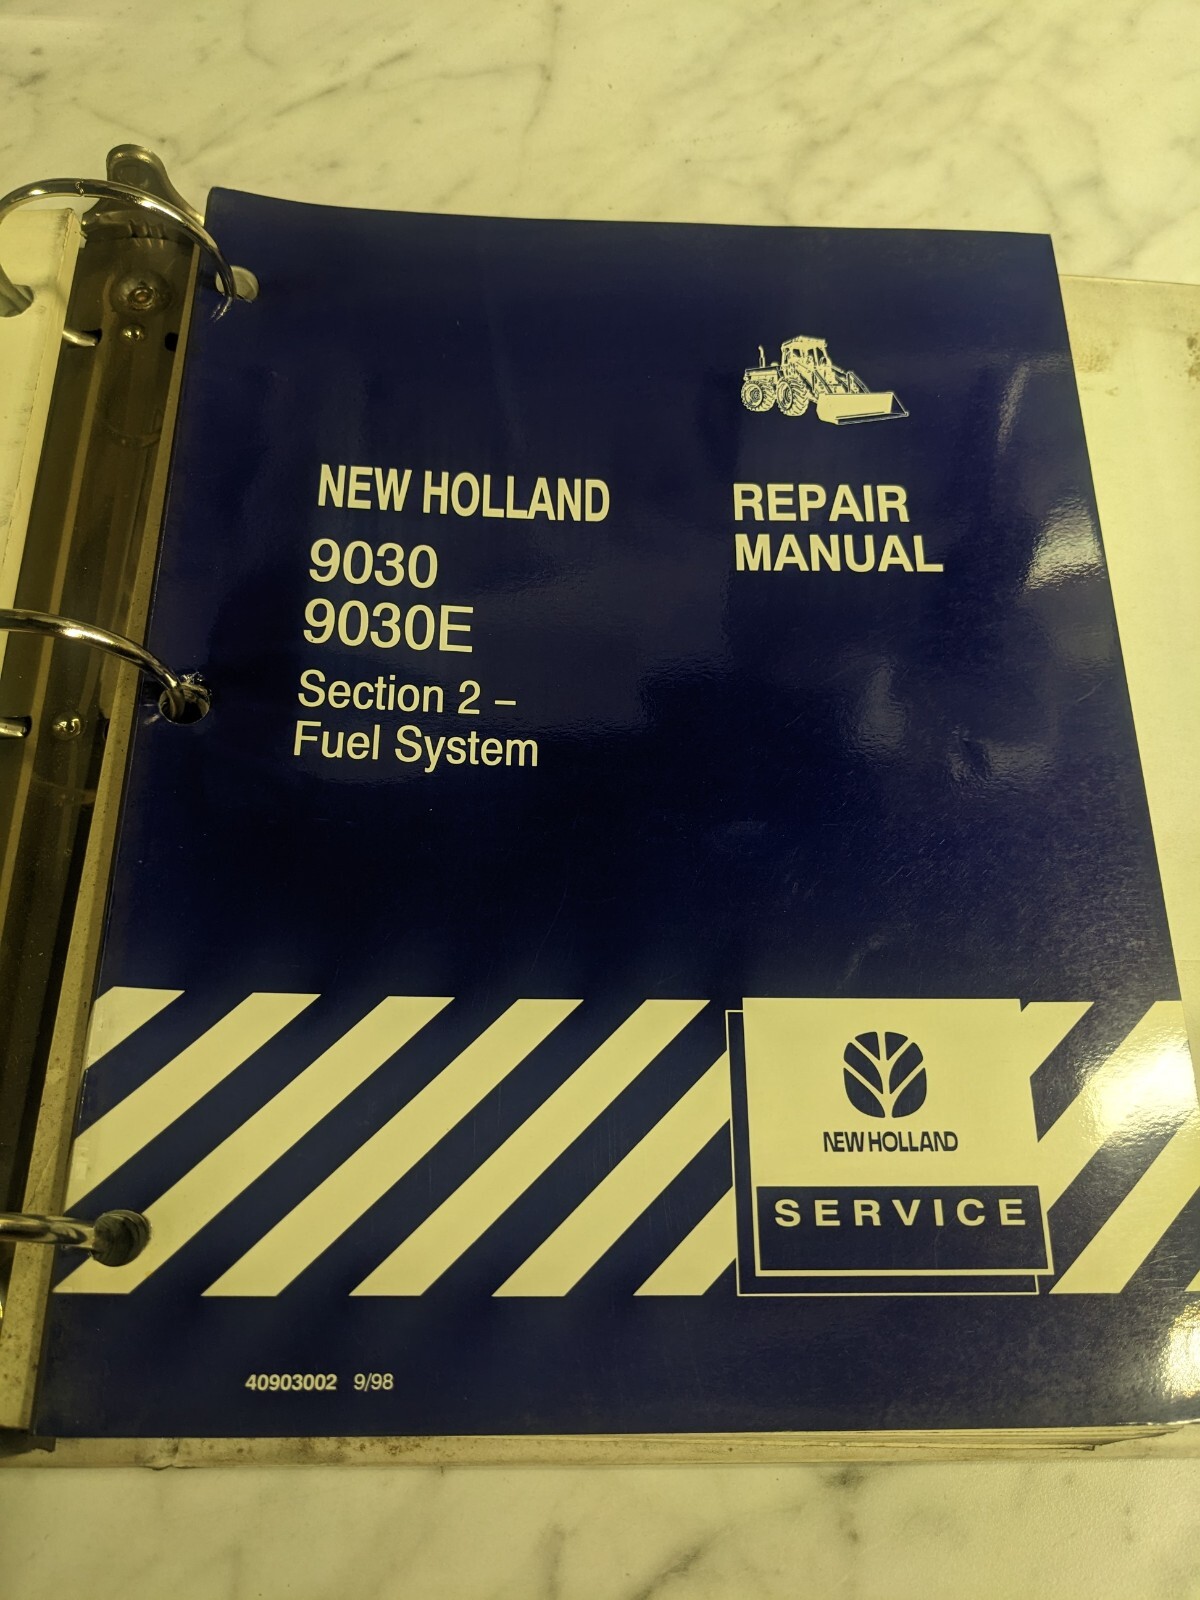 NEW HOLLAND
9030
9030E
Section 2 –
Fuel System
REPAIR
MANUAL
NEW HOLLAND
SERVICE
40903002 9/98